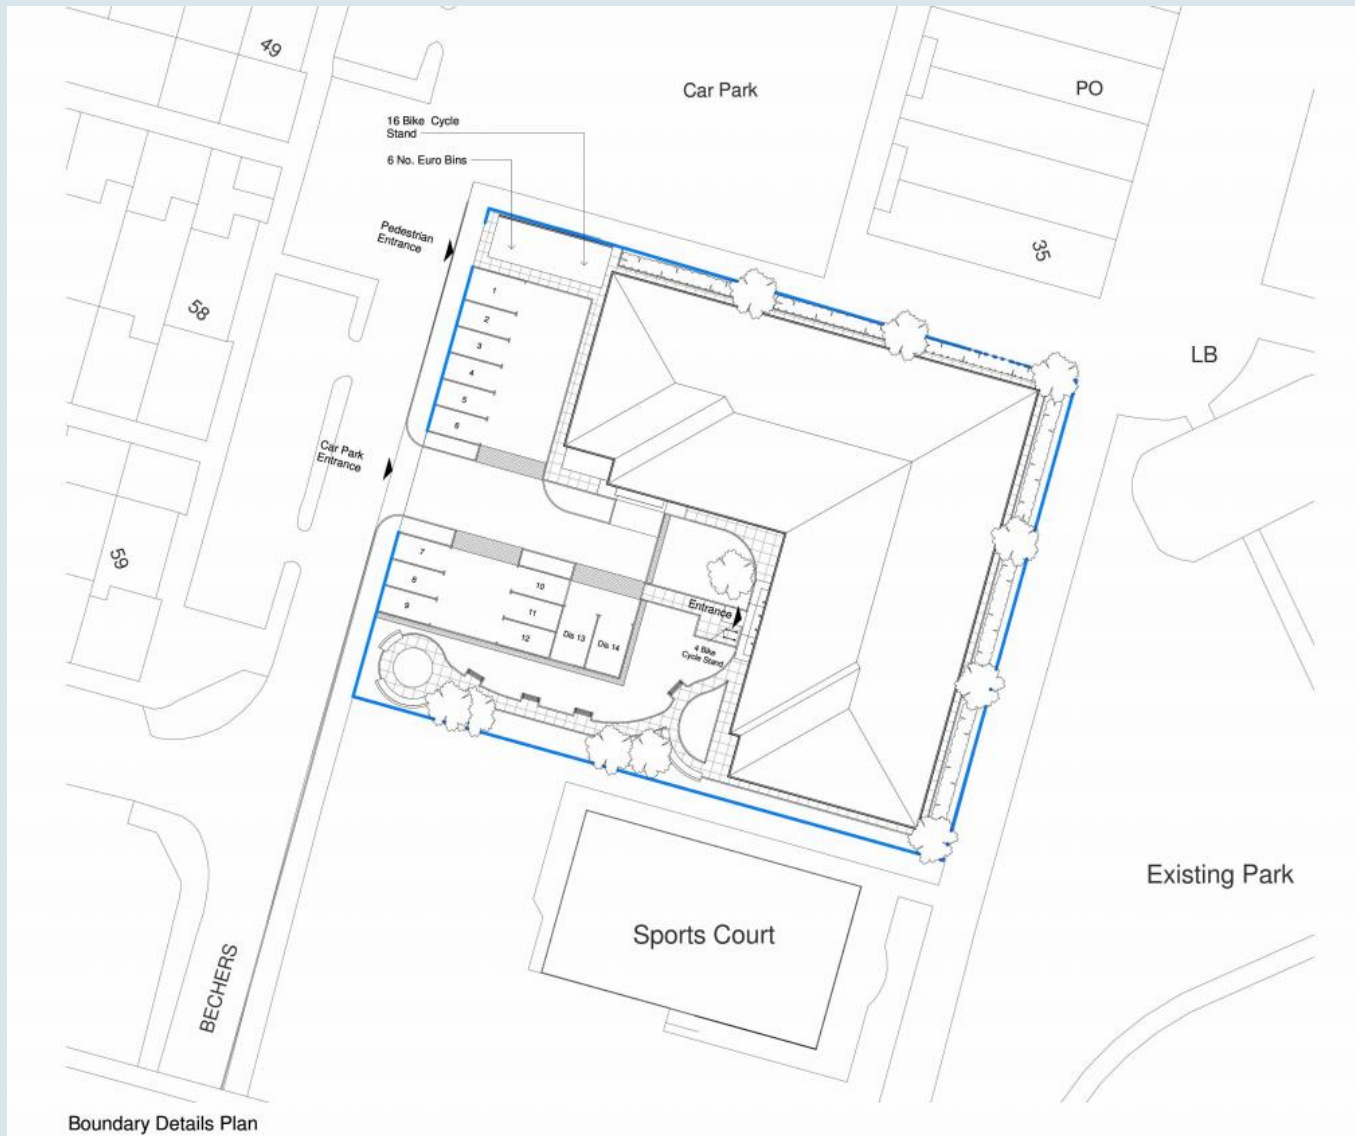 49
Car Park
PO
16 Bike Cycle
Stand
6 No. Euro Bins
Pedestrian
Entrance
35
1
2
3
4
5
6
58
LB
Car Park
Entrance
59
7
8
9
10
11
12
Dis 13
Dis 14
Entrance
4 Bike
Cycle Stand
Existing Park
Sports Court
BECHERS
Boundary Details Plan